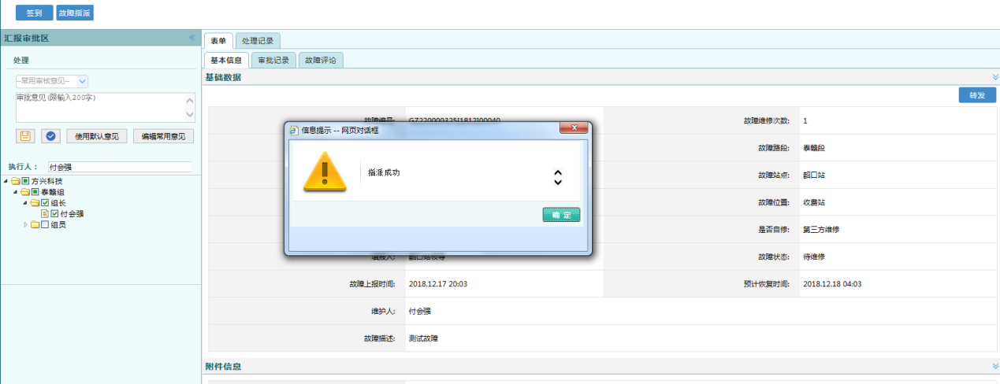 签到 故障指派
汇报审批区
表单 处理记录
处理
基本信息 审批记录 故障评论
基础数据
--常用审核意见--
转发
审批意见(限输入200字)
故障编号: GZ220000325[1812]00040 故障维修次数: 1
信息提示 -- 网页对话框
使用默认意见 编辑常用意见
故障路段: 泰赣段
指派成功
执行人: 付会强
故障站点: 韶口站
方兴科技
泰赣组
组长
付会强
组员
故障位置: 收费站
确定
是否自修: 第三方维修
填报人: 韶口站领导 故障状态: 待维修
故障上报时间: 2018.12.17 20:03 预计恢复时间: 2018.12.18 04:03
维护人: 付会强
故障描述: 测试故障
附件信息